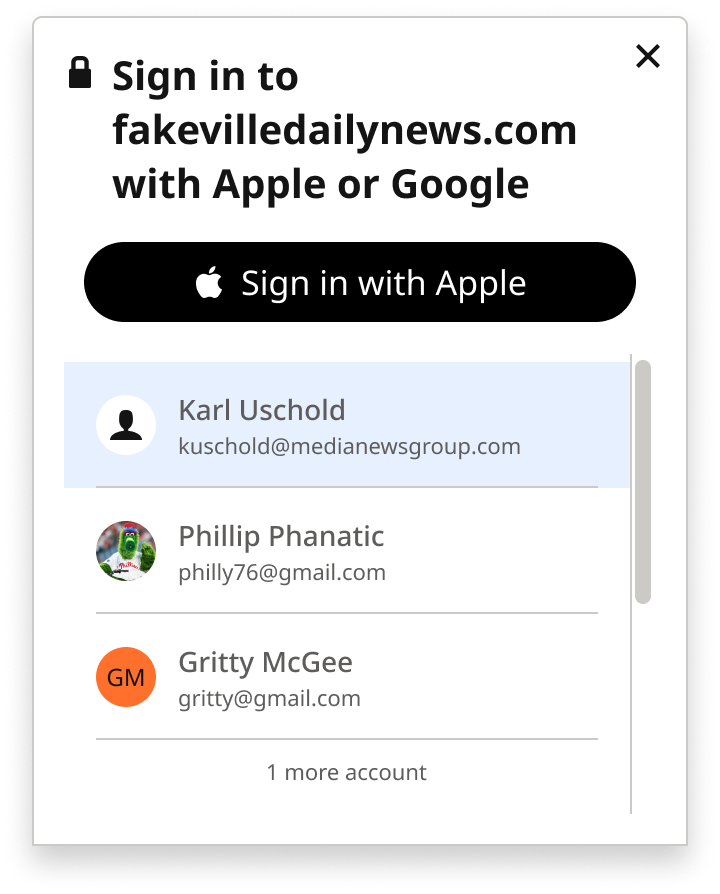 Sign in to
fakevilledailynews.com
with Apple or Google
Sign in with Apple
Karl Uschold
kuschold@medianewsgroup.com
Phillip Phanatic
philly76@gmail.com
Phillies
GM
Gritty McGee
gritty@gmail.com
1 more account